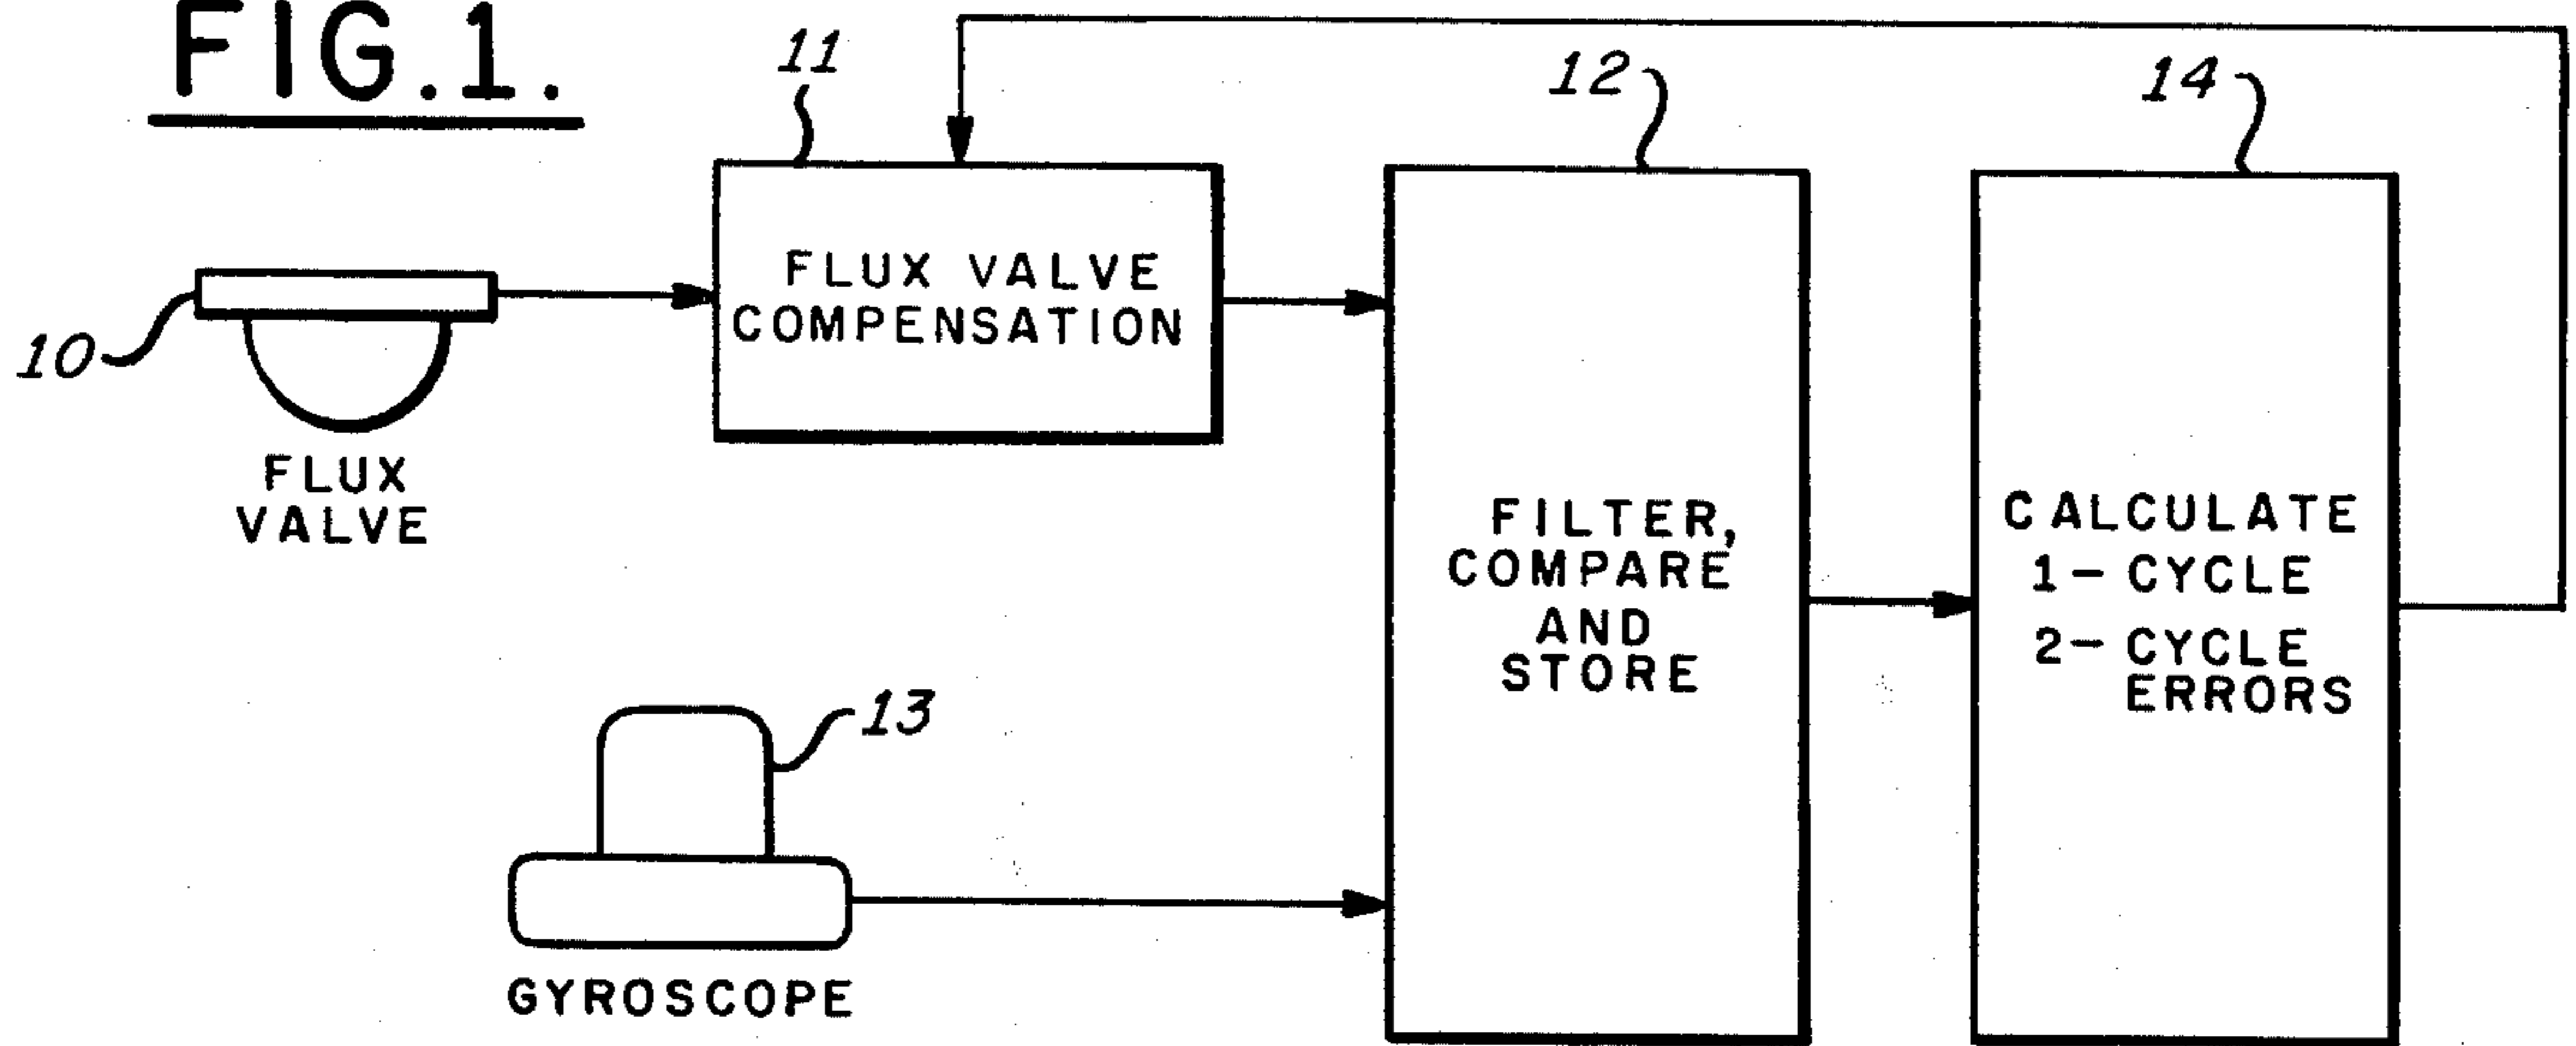 FIG.1.
11
12
14
FLUX VALVE
COMPENSATION
10
FLUX
VALVE
FILTER,
COMPARE
AND
STORE
CALCULATE
1- CYCLE
2- CYCLE
ERRORS
13
GYROSCOPE